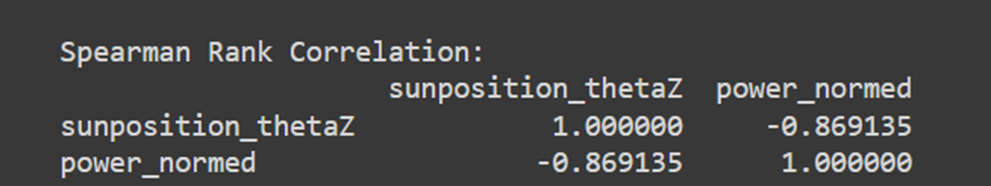 Spearman Rank Correlation:
sunposition_thetaZ power_normed
sunposition_thetaZ 1.000000 -0.869135
power_normed -0.869135 1.000000